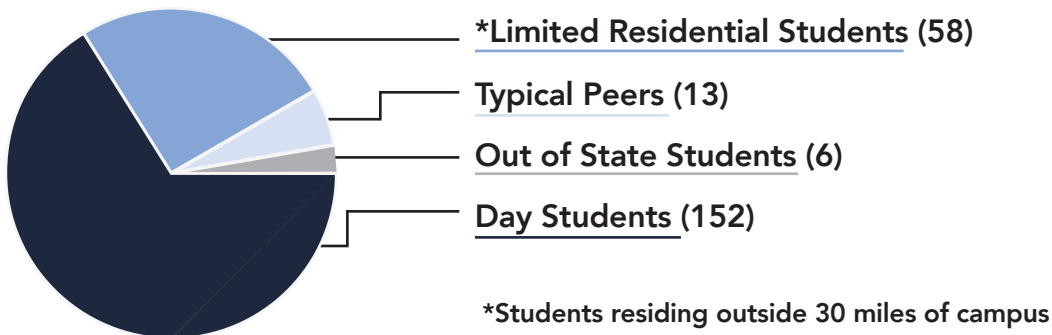 *Limited Residential Students (58)
Typical Peers (13)
Out of State Students (6)
Day Students (152)
*Students residing outside 30 miles of campus